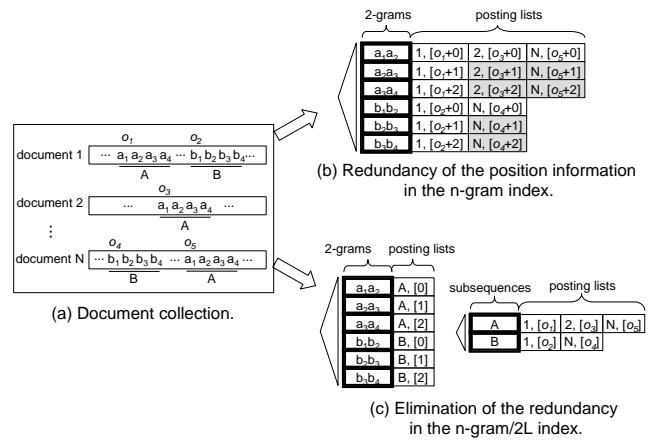 2-grams posting lists
a₁a₂ 1, [o₁+0] 2, [o₃+0] N, [o₅+0]
a₂a₃ 1, [o₁+1] 2, [o₃+1] N, [o₅+1]
a₃a₄ 1, [o₁+2] 2, [o₃+2] N, [o₅+2]
b₁b₂ 1, [o₂+0] N, [o₄+0]
b₂b₃ 1, [o₂+1] N, [o₄+1]
b₃b₄ 1, [o₂+2] N, [o₄+2]
(b) Redundancy of the position information
in the n-gram index.
o₁ o₂
document 1 ··· a₁ a₂ a₃ a₄ ··· b₁ b₂ b₃ b₄ ···
A B
o₃
document 2 ··· a₁ a₂ a₃ a₄ ···
A
⋮
o₄ o₅
document N ··· b₁ b₂ b₃ b₄ ··· a₁ a₂ a₃ a₄ ···
B A
(a) Document collection.
2-grams posting lists
a₁a₂ A, [0]
a₂a₃ A, [1]
a₃a₄ A, [2]
b₁b₂ B, [0]
b₂b₃ B, [1]
b₃b₄ B, [2]
subsequences posting lists
A 1, [o₁] 2, [o₃] N, [o₅]
B 1, [o₂] N, [o₄]
(c) Elimination of the redundancy
in the n-gram/2L index.